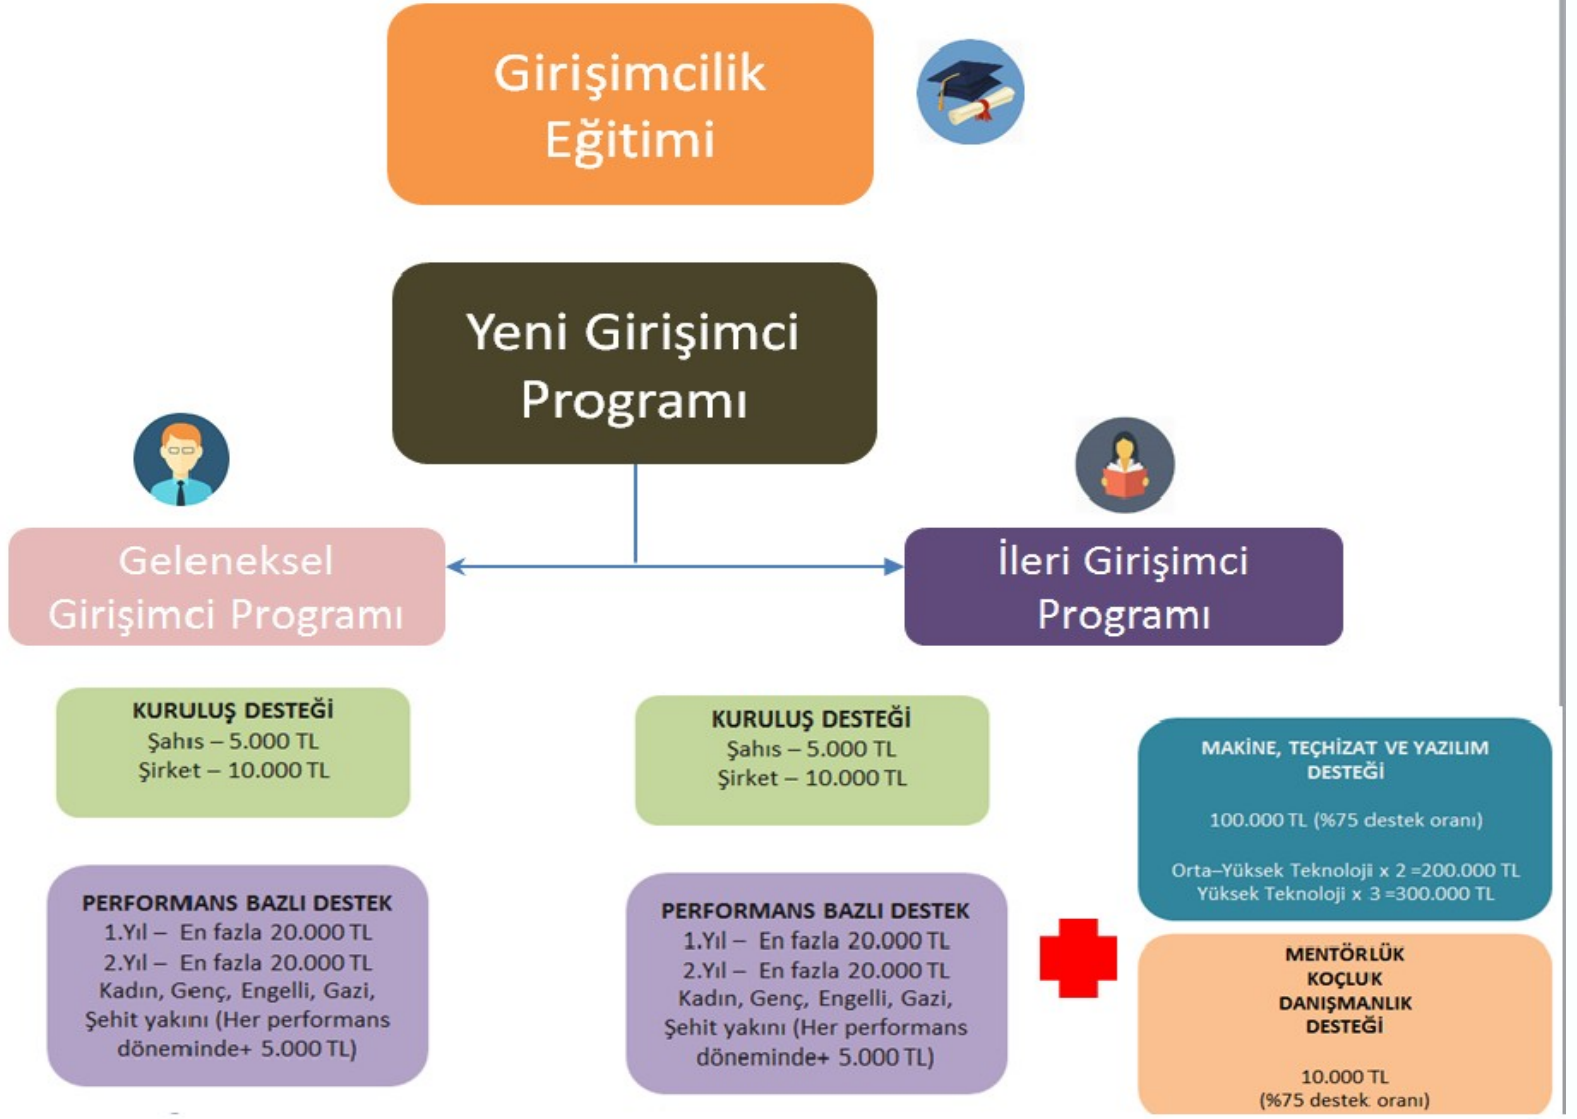 Girişimcilik
Eğitimi
Yeni Girişimci
Programı
Geleneksel
Girişimci Programı
İleri Girişimci
Programı
KURULUŞ DESTEĞİ
Şahıs – 5.000 TL
Şirket – 10.000 TL
PERFORMANS BAZLI DESTEK
1.Yıl – En fazla 20.000 TL
2.Yıl – En fazla 20.000 TL
Kadın, Genç, Engelli, Gazi,
Şehit yakını (Her performans
döneminde+ 5.000 TL)
KURULUŞ DESTEĞİ
Şahıs – 5.000 TL
Şirket – 10.000 TL
PERFORMANS BAZLI DESTEK
1.Yıl – En fazla 20.000 TL
2.Yıl – En fazla 20.000 TL
Kadın, Genç, Engelli, Gazi,
Şehit yakını (Her performans
döneminde+ 5.000 TL)
MAKİNE, TEÇHİZAT VE YAZILIM
DESTEĞİ
100.000 TL (%75 destek oranı)
Orta–Yüksek Teknoloji x 2 =200.000 TL
Yüksek Teknoloji x 3 =300.000 TL
MENTÖRLÜK
KOÇLUK
DANIŞMANLIK
DESTEĞİ
10.000 TL
(%75 destek oranı)